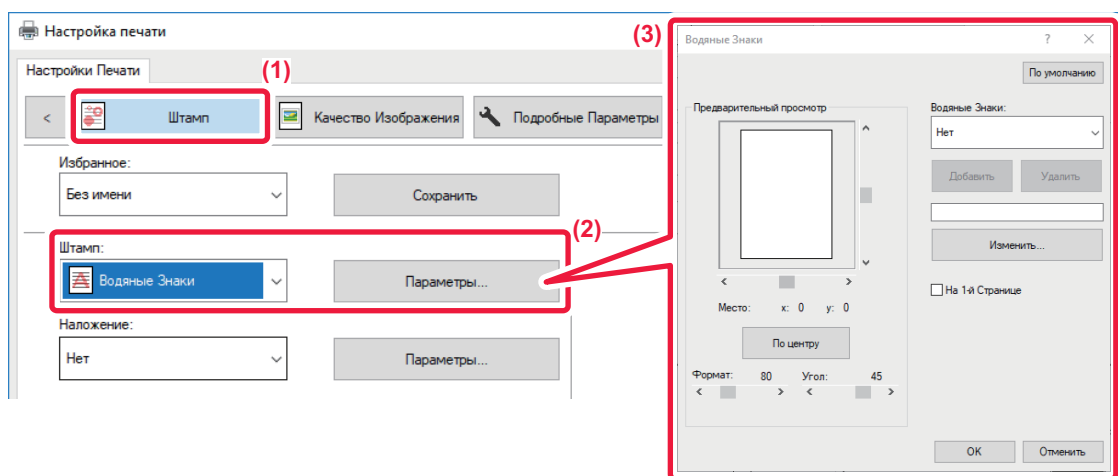 Настройка печати
Настройки Печати
(1)
<
Штамп
Качество Изображения
Подробные Параметры
Избранное:
Без имени
Сохранить
(2)
Штамп:
Водяные Знаки
Параметры...
Наложение:
Нет
Параметры...
(3)
Водяные Знаки
?
По умолчанию
Предварительный просмотр
Место: x: 0 y: 0
По центру
Формат: 80 Угол: 45
Водяные Знаки:
Нет
Добавить Удалить
Изменить...
На 1-й Странице
OK Отменить